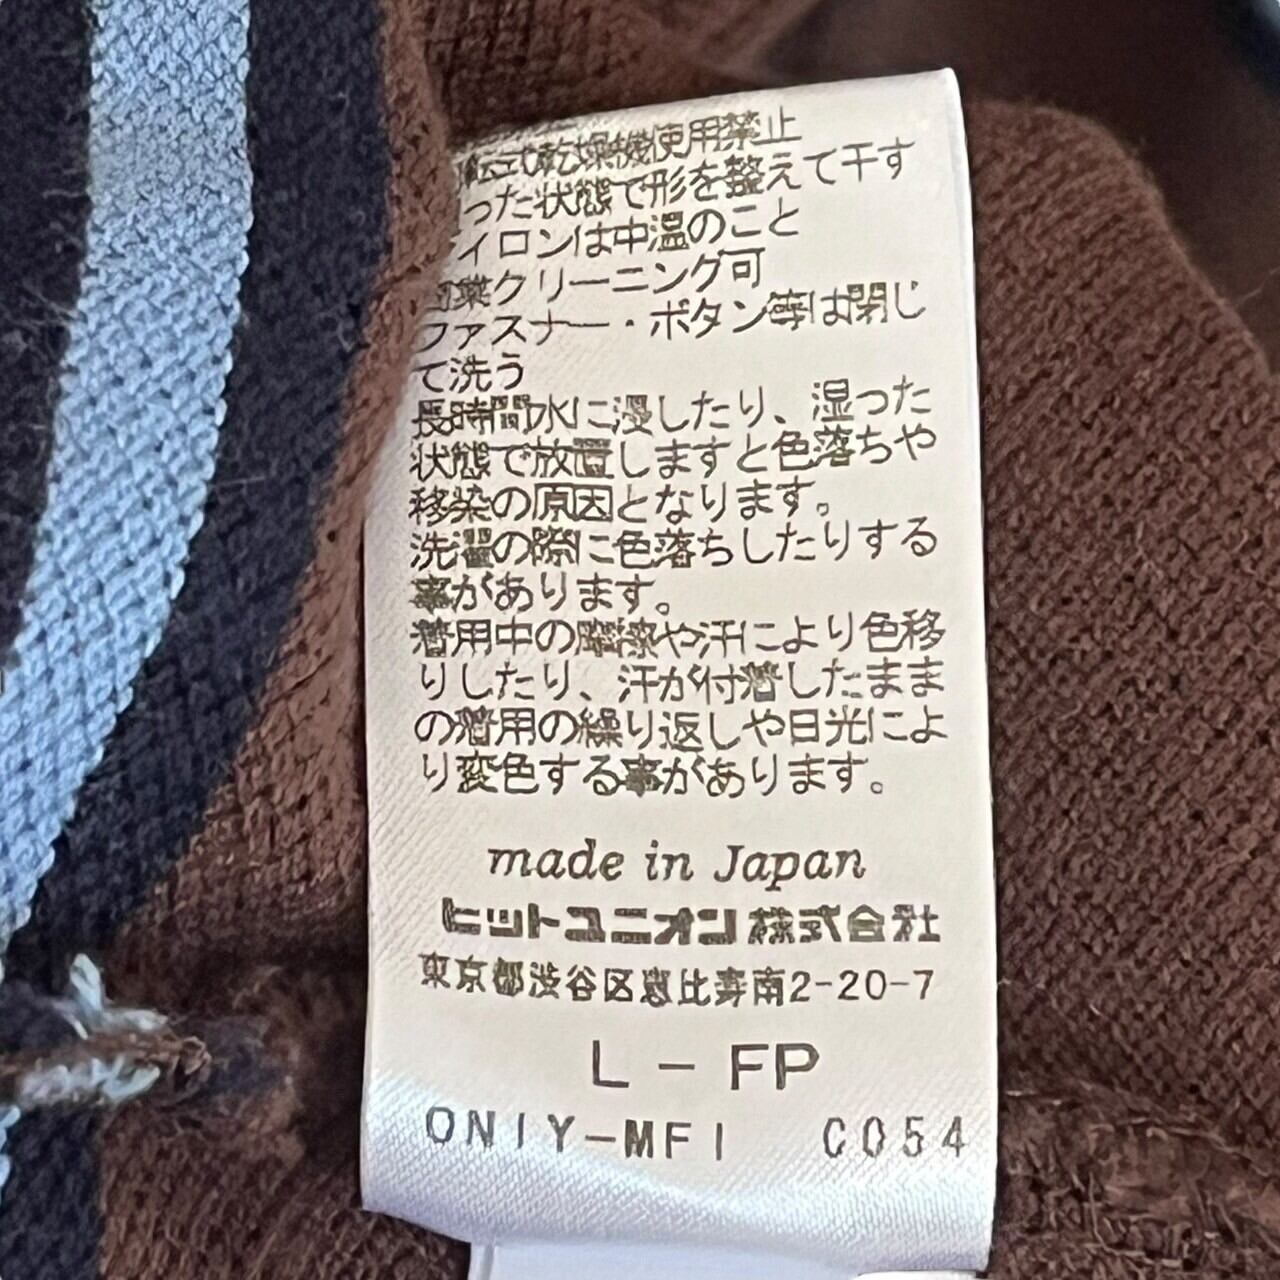 転式乾燥機使用禁止
った状態で形を整えて干す
イロンは中温のこと
商業クリーニング可
ファスナー・ボタン等は閉じ
て洗う
長時間水に浸したり、湿った
状態で放置しますと色落ちや
移染の原因となります。
洗濯の際に色落ちしたりする
事があります。
着用中の摩擦や汗により色移
りしたり、汗が付着したまま
の着用の繰り返しや日光によ
り変色する事があります。
made in Japan
ヒットユニオン株式会社
東京都渋谷区恵比寿南2-20-7
L - FP
ONIY-MFI C054